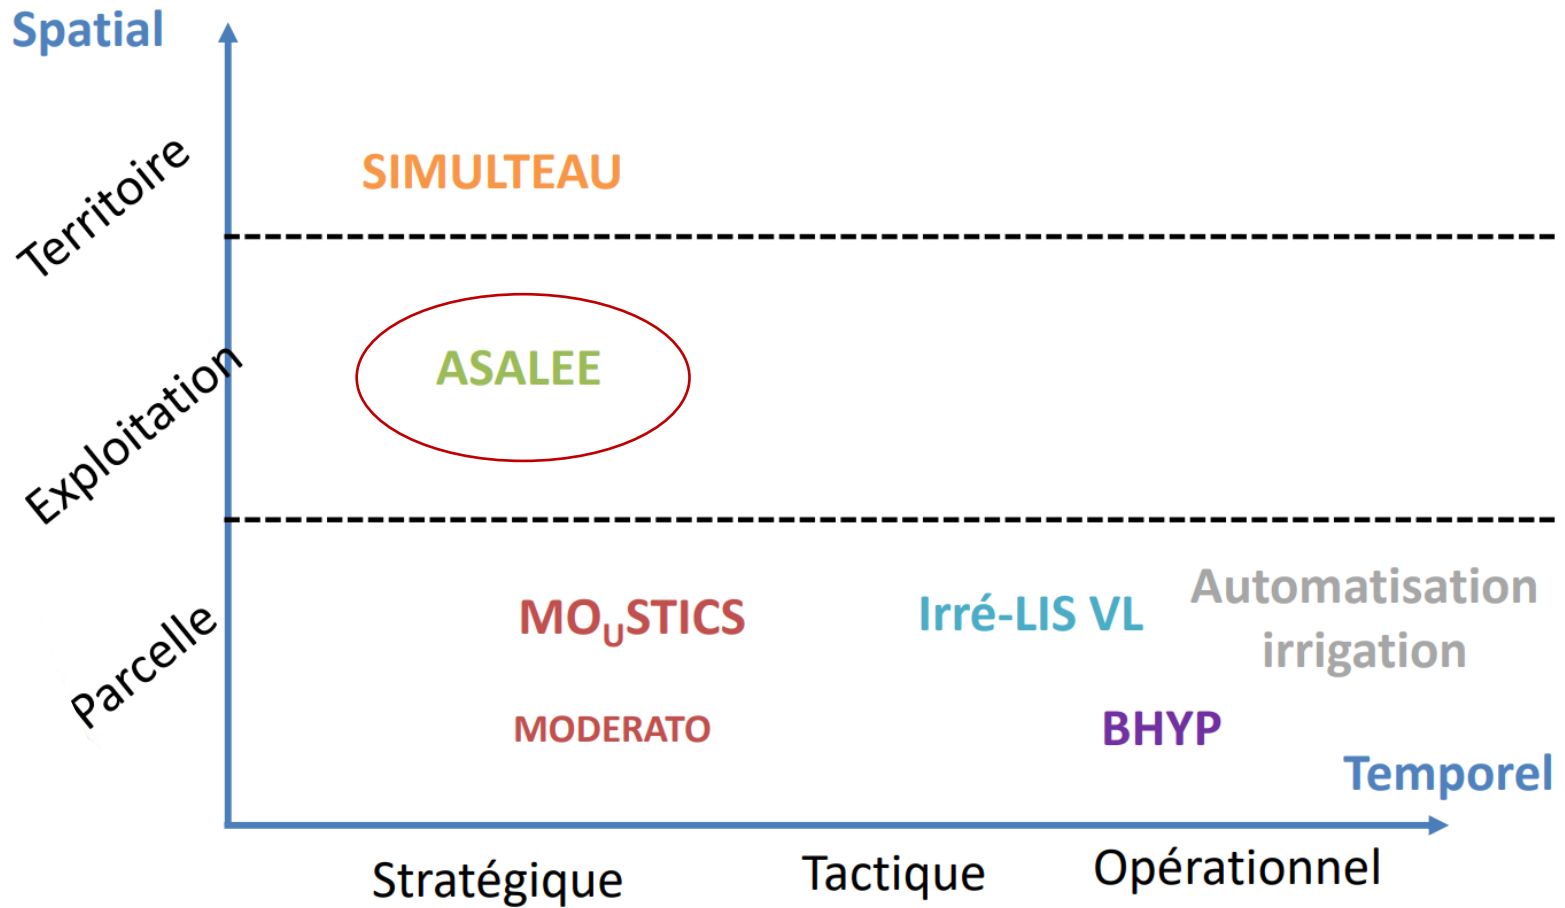 Spatial
Territoire
SIMULTEAU
Exploitation
ASALEE
Parcelle
MOUSTICS
Irré-LIS VL
Automatisation
irrigation
MODERATO
BHYP
Temporel
Stratégique
Tactique
Opérationnel